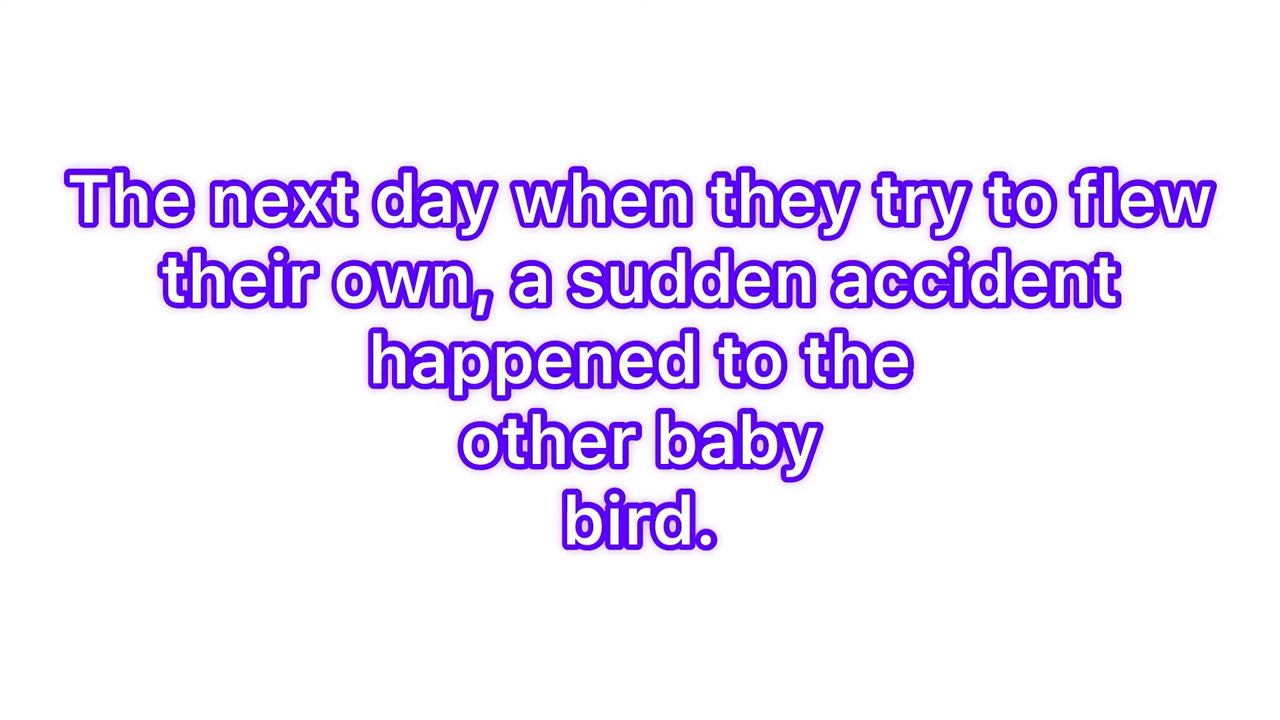 The next day when they try to flew
their own, a sudden accident
happened to the
other baby
bird.